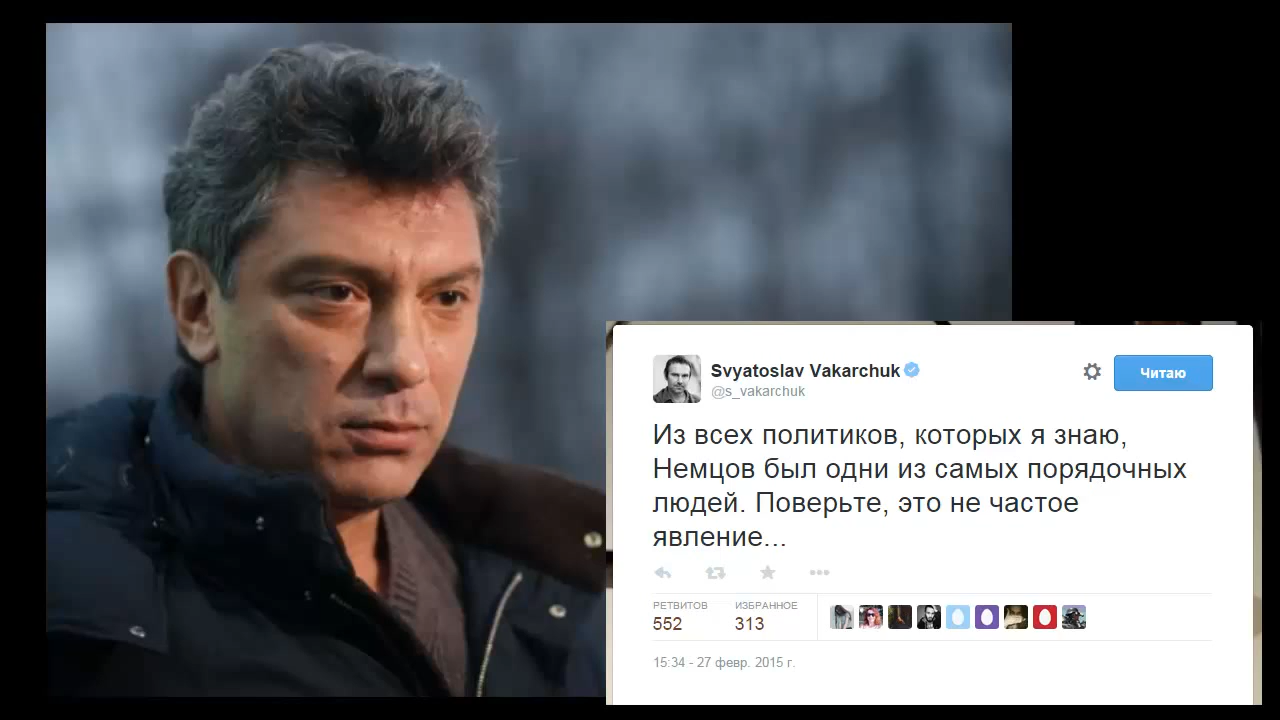 Svyatoslav Vakarchuk
@s_vakarchuk
Читаю
Из всех политиков, которых я знаю,
Немцов был одни из самых порядочных
людей. Поверьте, это не частое
явление...
РЕТВИТОВ ИЗБРАННОЕ
552 313
15:34 - 27 февр. 2015 г.